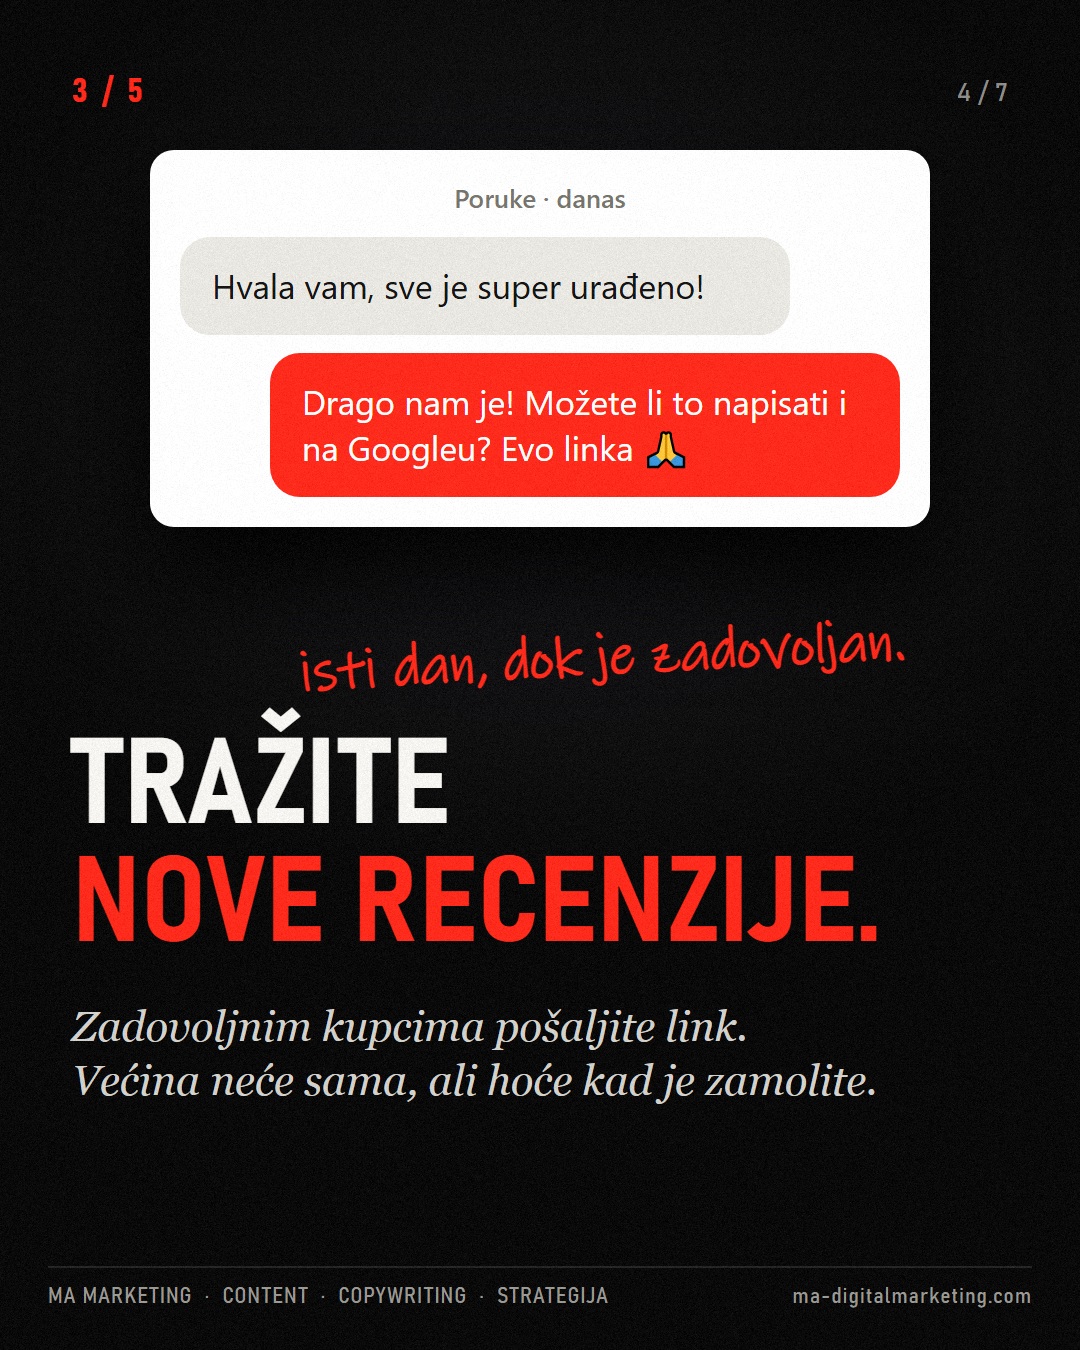 3 / 5
4 / 7
Poruke · danas
Hvala vam, sve je super urađeno!
Drago nam je! Možete li to napisati i
na Googleu? Evo linka 🙏
isti dan, dok je zadovoljan.
TRAŽITE
NOVE RECENZIJE.
Zadovoljnim kupcima pošaljite link.
Većina neće sama, ali hoće kad je zamolite.
MA MARKETING · CONTENT · COPYWRITING · STRATEGIJA
ma-digitalmarketing.com